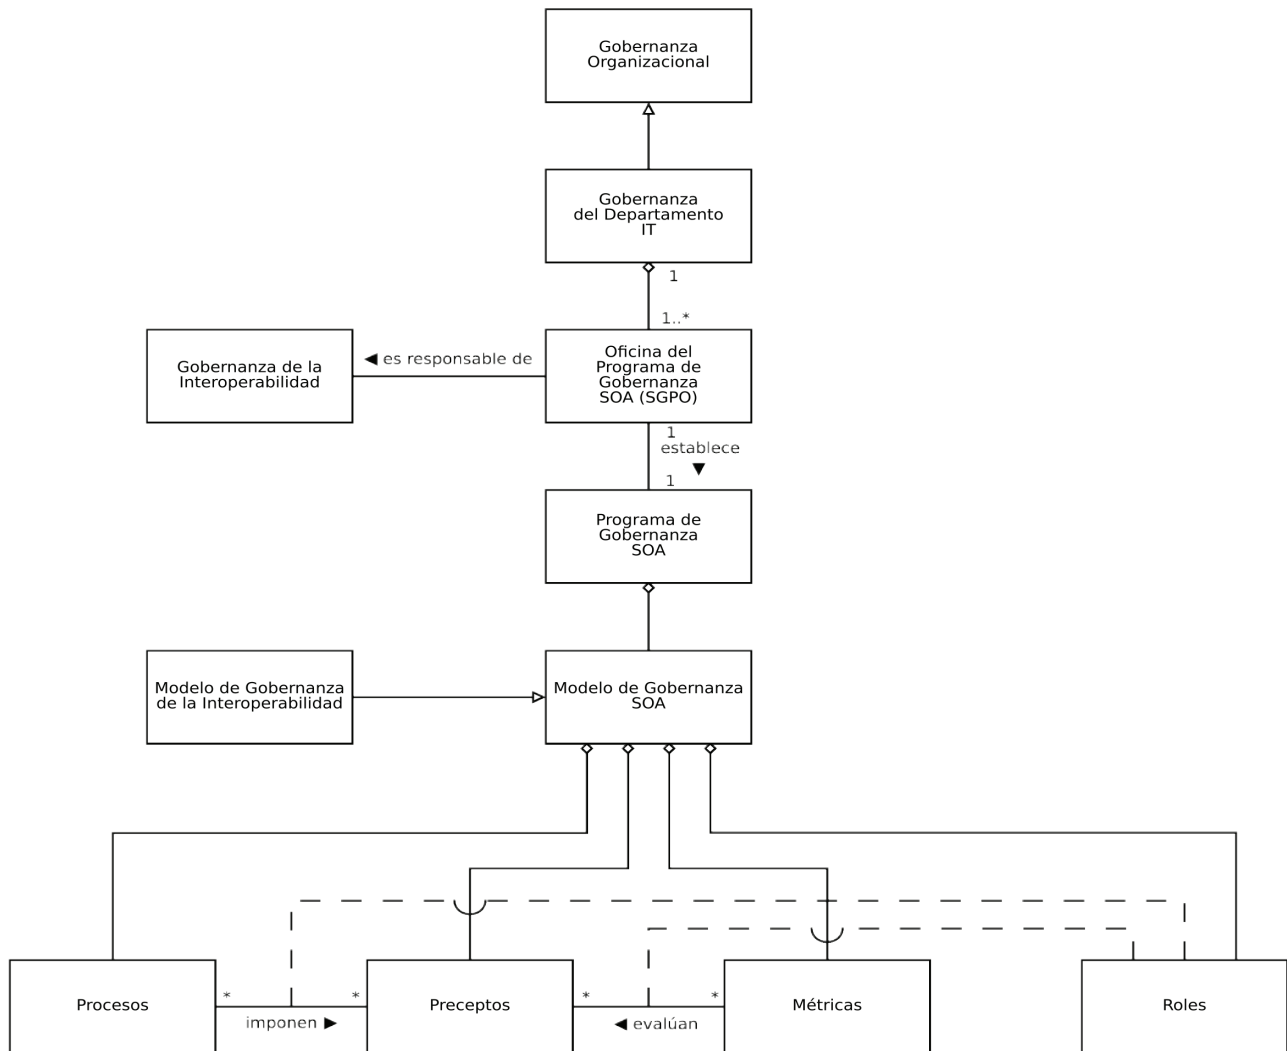 Gobernanza
Organizacional
Gobernanza
del Departamento
IT
1
1..*
Gobernanza de la
Interoperabilidad
◄ es responsable de
Oficina del
Programa de
Gobernanza
SOA (SGPO)
1
establece
▼
1
Programa de
Gobernanza
SOA
Modelo de Gobernanza
de la Interoperabilidad
Modelo de Gobernanza
SOA
Procesos
*
*
imponen ►
Preceptos
*
*
◄ evalúan
Métricas
Roles